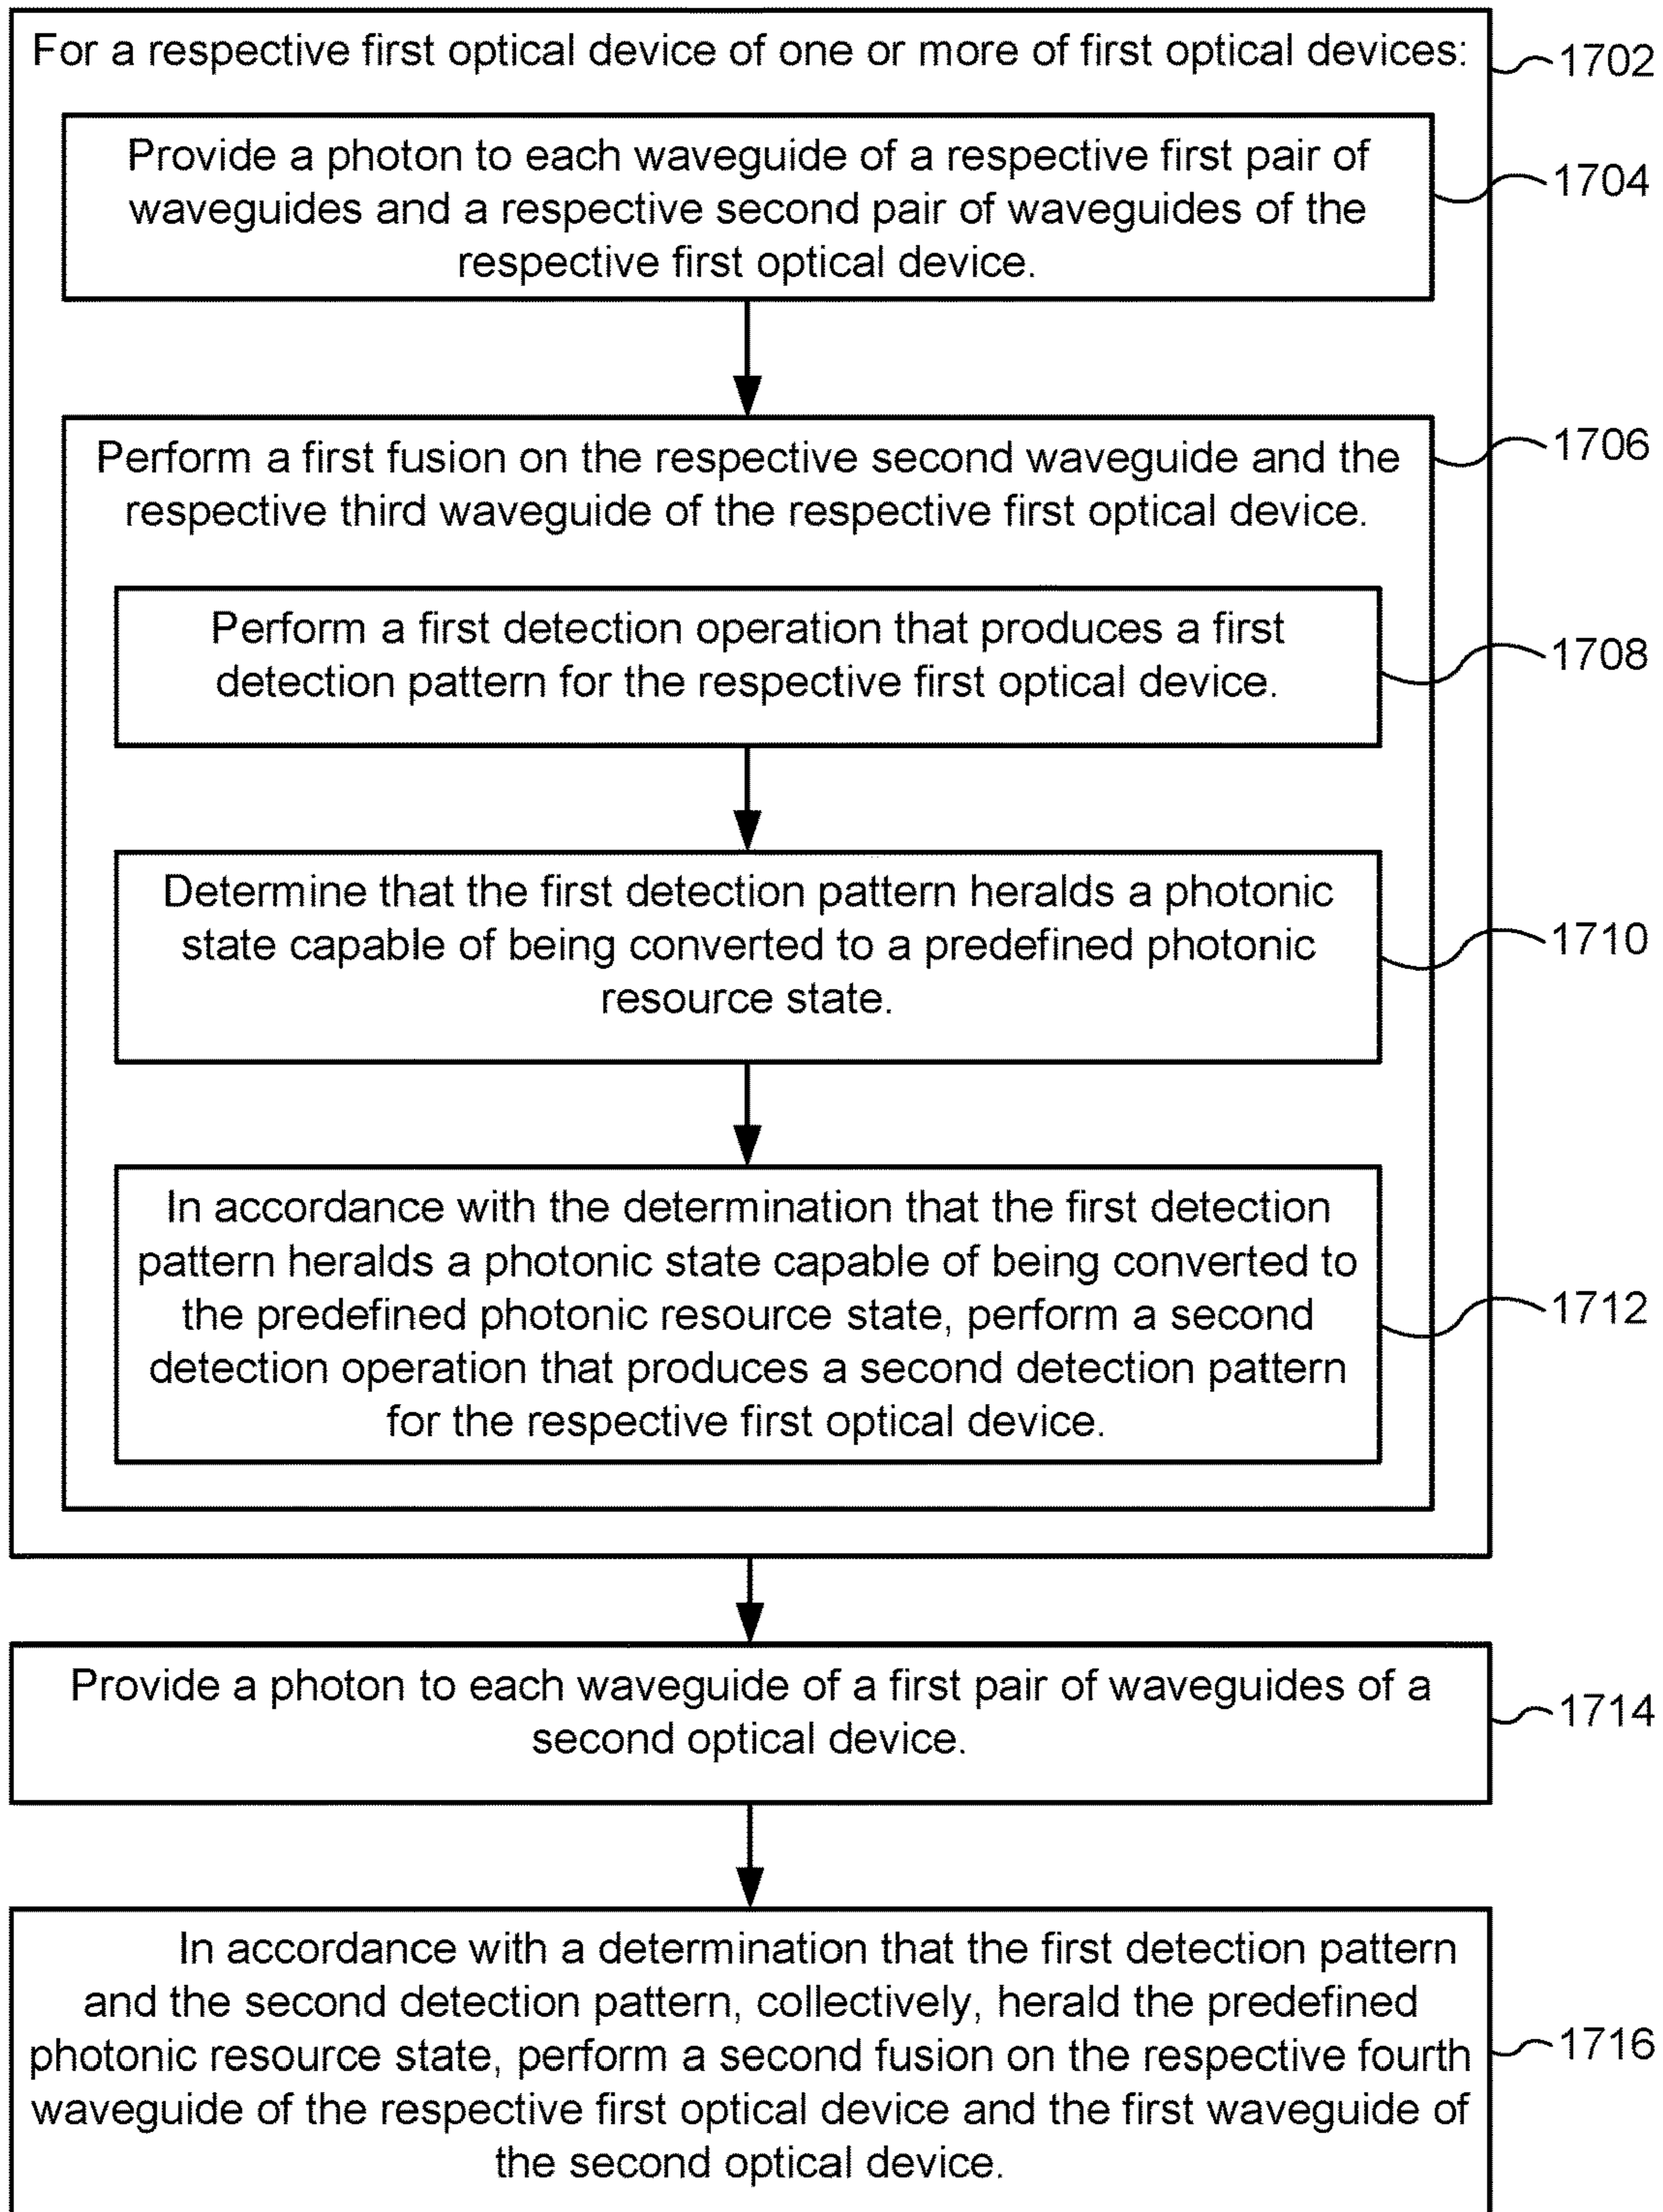 For a respective first optical device of one or more of first optical devices:
1702
Provide a photon to each waveguide of a respective first pair of
waveguides and a respective second pair of waveguides of the
respective first optical device.
1704
Perform a first fusion on the respective second waveguide and the
respective third waveguide of the respective first optical device.
1706
Perform a first detection operation that produces a first
detection pattern for the respective first optical device.
1708
Determine that the first detection pattern heralds a photonic
state capable of being converted to a predefined photonic
resource state.
1710
In accordance with the determination that the first detection
pattern heralds a photonic state capable of being converted to
the predefined photonic resource state, perform a second
detection operation that produces a second detection pattern
for the respective first optical device.
1712
Provide a photon to each waveguide of a first pair of waveguides of a
second optical device.
1714
In accordance with a determination that the first detection pattern
and the second detection pattern, collectively, herald the predefined
photonic resource state, perform a second fusion on the respective fourth
waveguide of the respective first optical device and the first waveguide of
the second optical device.
1716